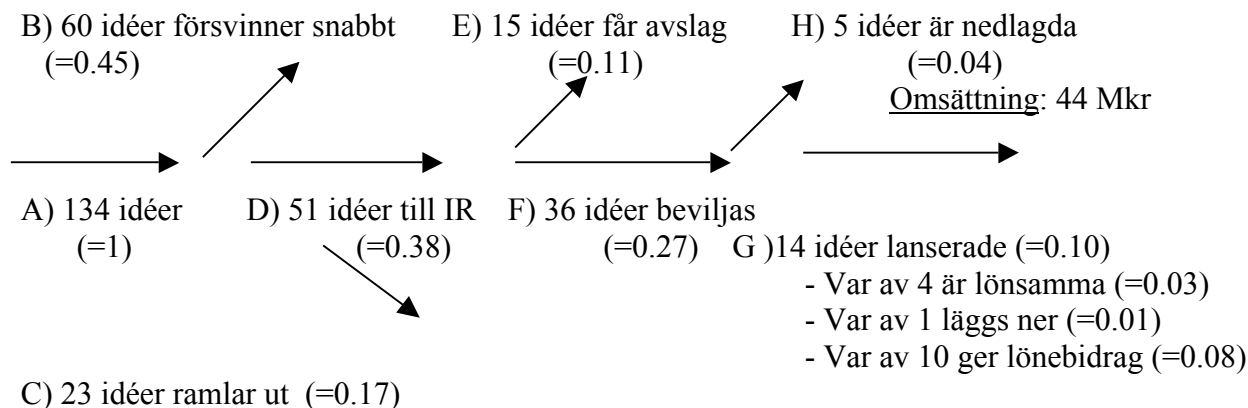 B) 60 idéer försvinner snabbt E) 15 idéer får avslag H) 5 idéer är nedlagda
(=0.45) (=0.11) (=0.04)
Omsättning: 44 Mkr
A) 134 idéer D) 51 idéer till IR F) 36 idéer beviljas
(=1) (=0.38) (=0.27) G )14 idéer lanserade (=0.10)
- Var av 4 är lönsamma (=0.03)
- Var av 1 läggs ner (=0.01)
- Var av 10 ger lönebidrag (=0.08)
C) 23 idéer ramlar ut (=0.17)